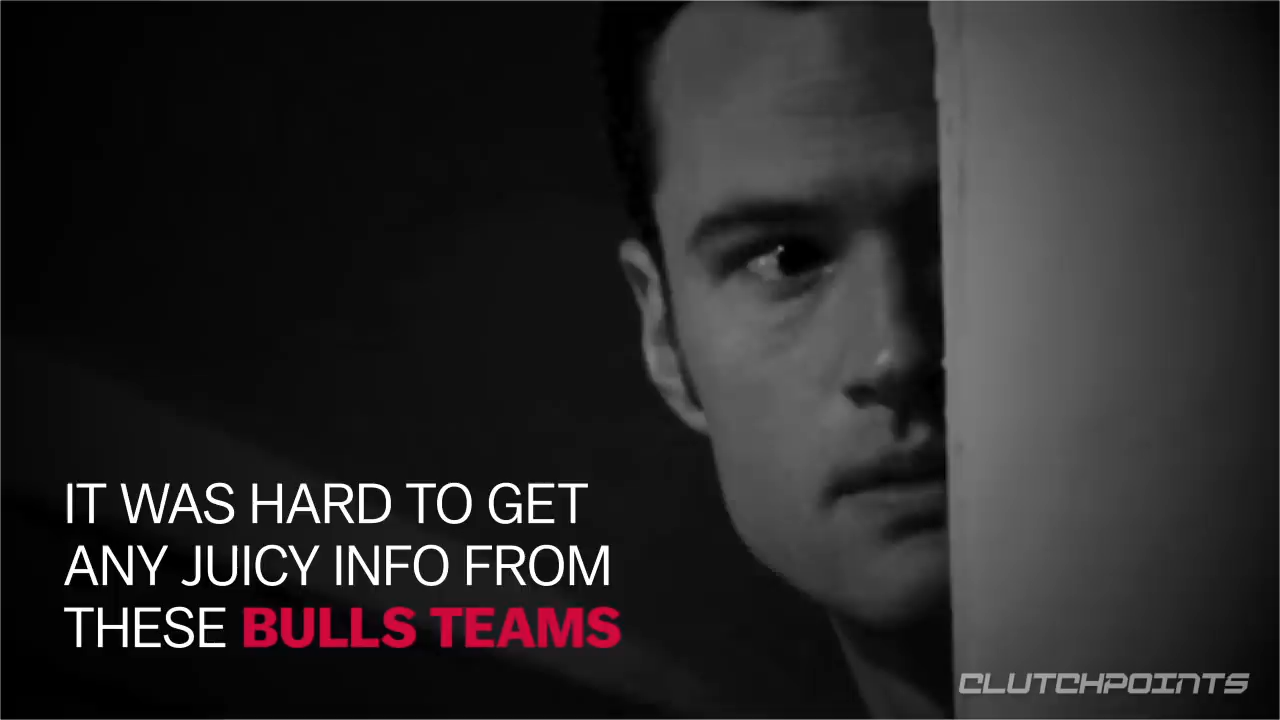 IT WAS HARD TO GET
ANY JUICY INFO FROM
THESE BULLS TEAMS
CLUTCHPOINTS